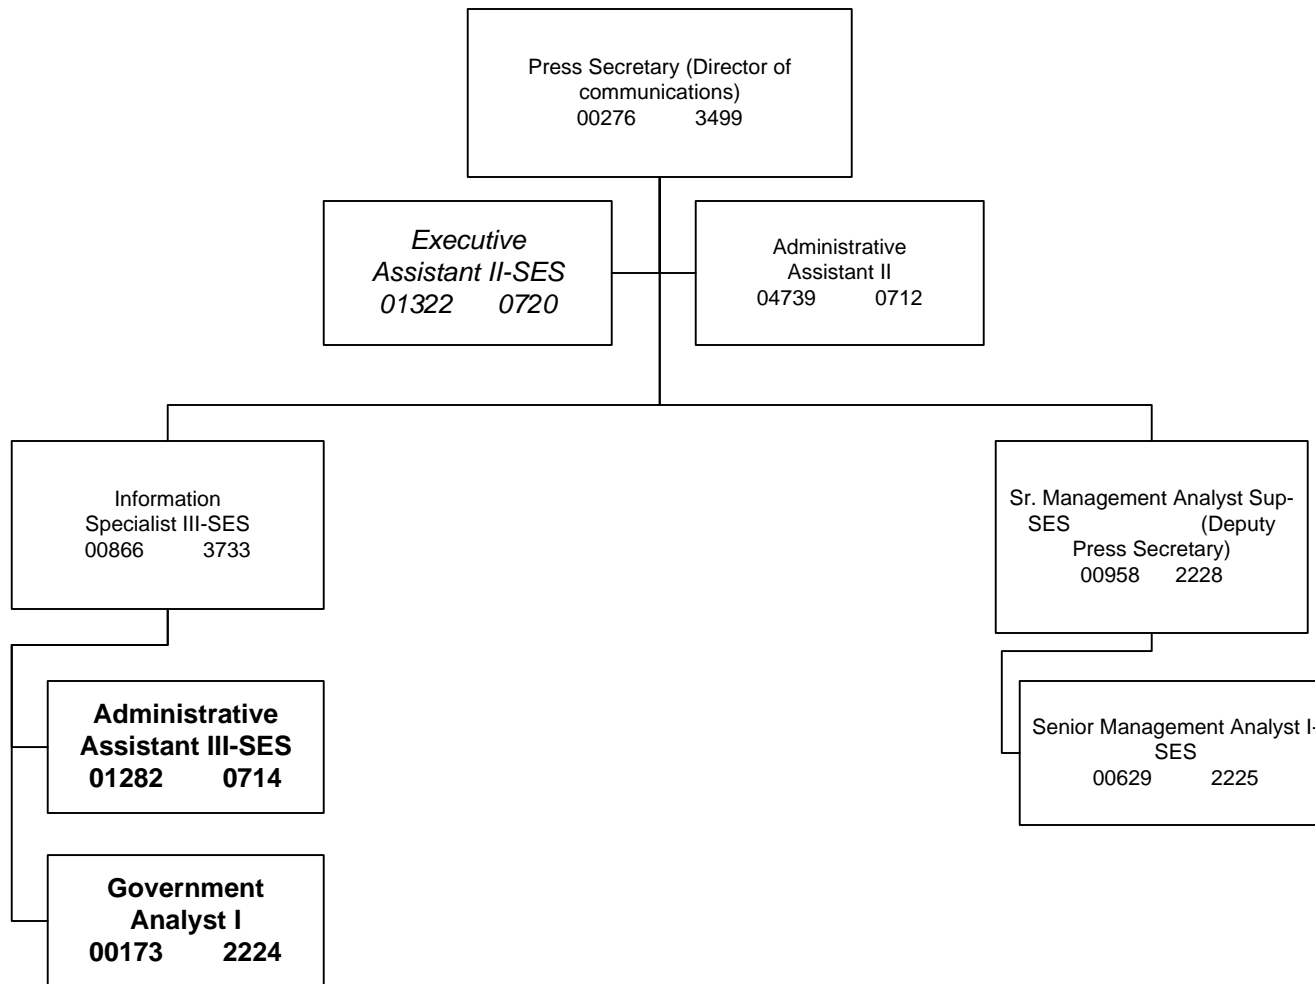 Press Secretary (Director of
communications)
00276 3499
Executive
Assistant II-SES
01322 0720
Administrative
Assistant II
04739 0712
Information
Specialist III-SES
00866 3733
Sr. Management Analyst Sup-
SES (Deputy
Press Secretary)
00958 2228
Administrative
Assistant III-SES
01282 0714
Senior Management Analyst I-
SES
00629 2225
Government
Analyst I
00173 2224